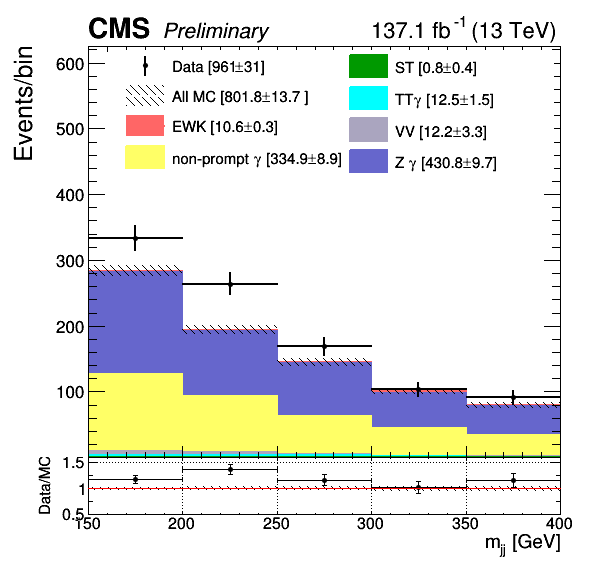 CMS Preliminary 137.1 fb⁻¹ (13 TeV)
Events/bin
600
500
400
300
200
100
Data [961±31]
All MC [801.8±13.7 ]
EWK [10.6±0.3]
non-prompt γ [334.9±8.9]
ST [0.8±0.4]
TTγ [12.5±1.5]
VV [12.2±3.3]
Z γ [430.8±9.7]
Data/MC
1.5
1
0.5
150 200 250 300 350 400
m_jj [GeV]